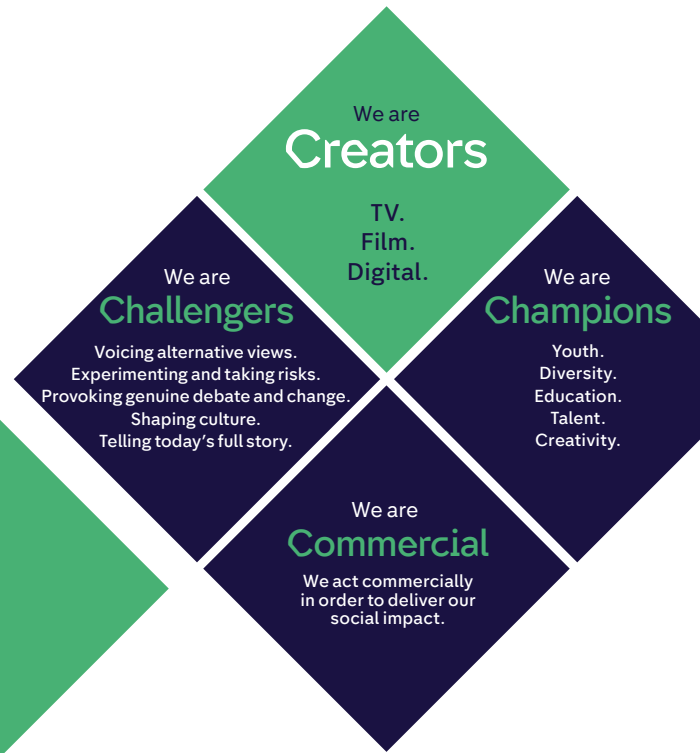 We are
Creators
TV.
Film.
Digital.
We are
Challengers
Voicing alternative views.
Experimenting and taking risks.
Provoking genuine debate and change.
Shaping culture.
Telling today's full story.
We are
Champions
Youth.
Diversity.
Education.
Talent.
Creativity.
We are
Commercial
We act commercially
in order to deliver our
social impact.